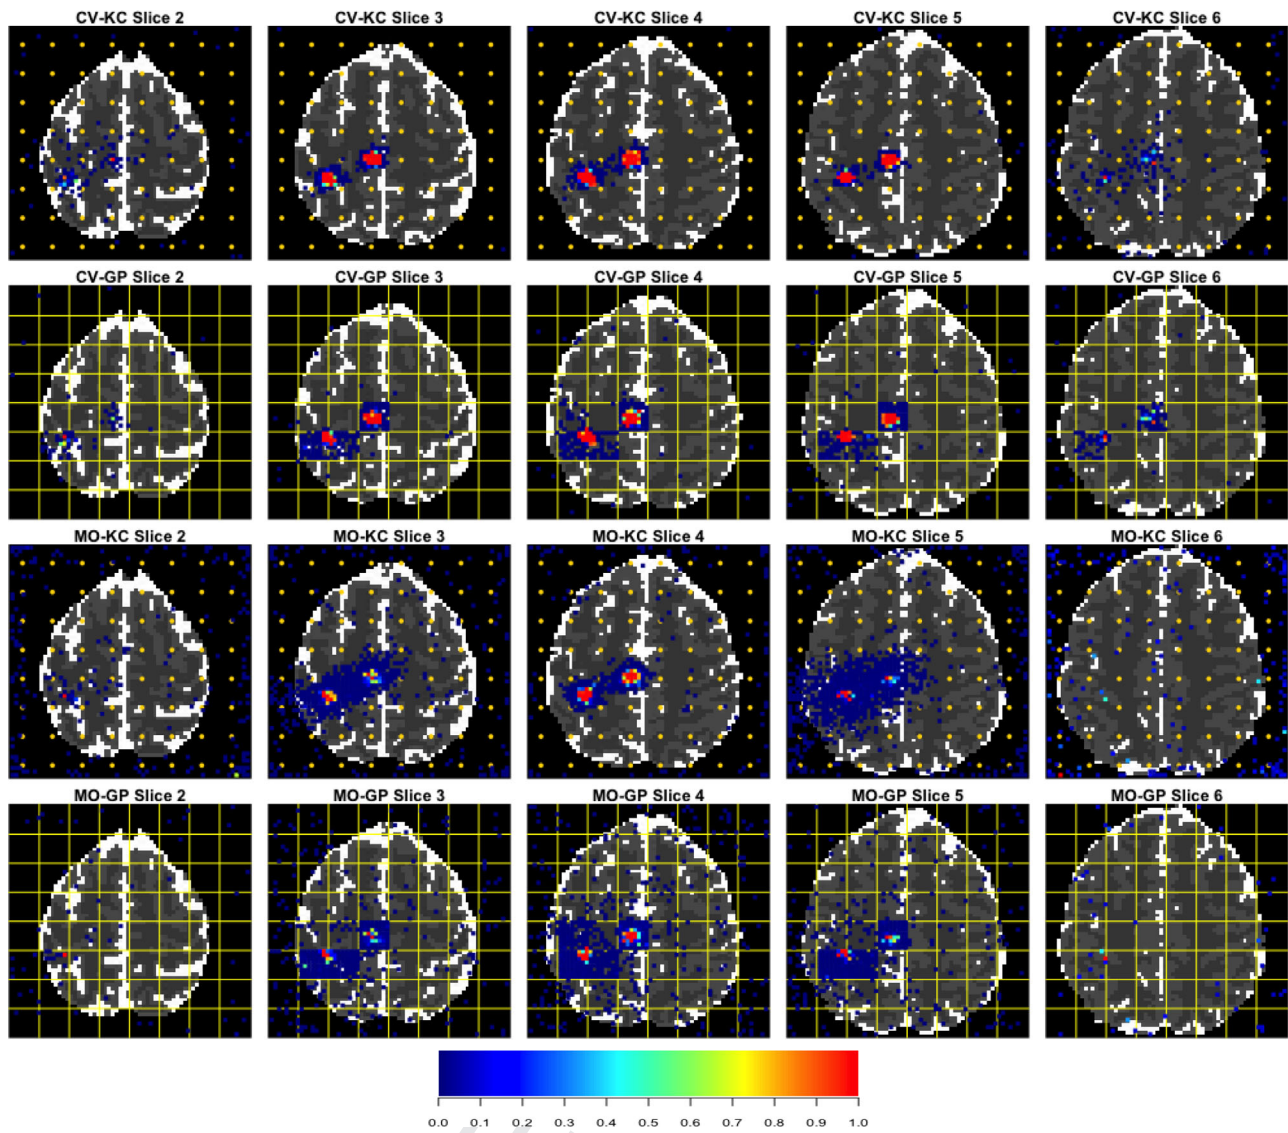 CV-KC Slice 2 CV-KC Slice 3 CV-KC Slice 4 CV-KC Slice 5 CV-KC Slice 6
CV-GP Slice 2 CV-GP Slice 3 CV-GP Slice 4 CV-GP Slice 5 CV-GP Slice 6
MO-KC Slice 2 MO-KC Slice 3 MO-KC Slice 4 MO-KC Slice 5 MO-KC Slice 6
MO-GP Slice 2 MO-GP Slice 3 MO-GP Slice 4 MO-GP Slice 5 MO-GP Slice 6
0.0 0.1 0.2 0.3 0.4 0.5 0.6 0.7 0.8 0.9 1.0